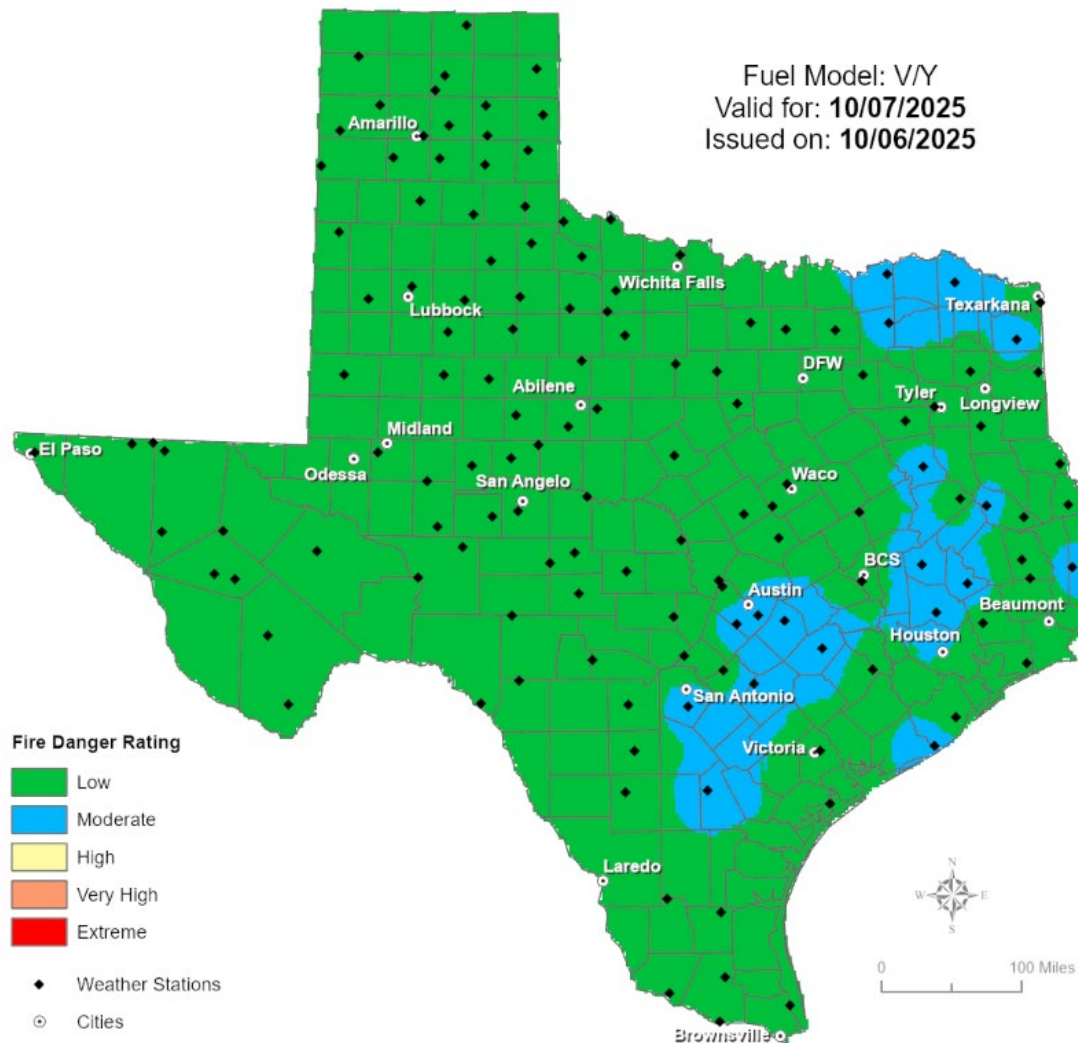 Fuel Model: V/Y
Valid for: 10/07/2025
Issued on: 10/06/2025
Amarillo
Wichita Falls
Lubbock
Texarkana
DFW
Abilene
Tyler
Longview
Midland
El Paso
Odessa
San Angelo
Waco
BCS
Austin
Beaumont
Houston
San Antonio
Victoria
Laredo
Brownsville
Fire Danger Rating
Low
Moderate
High
Very High
Extreme
Weather Stations
Cities
N
W E
S
0 100 Miles